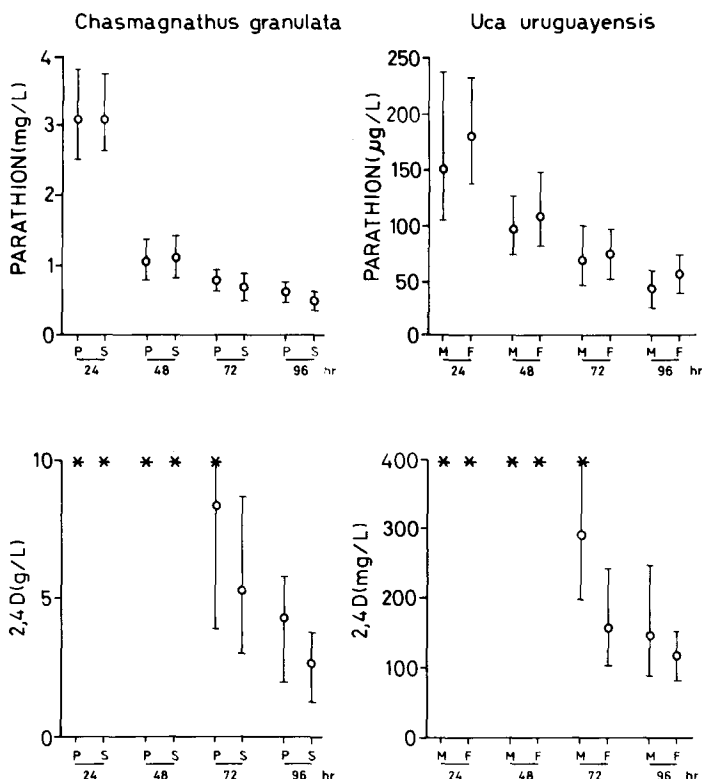 Chasmagnathus granulata
Uca uruguayensis
PARATHION(mg/L)
4
3
2
1
0
P S P S P S P S
24 48 72 96 hr
PARATHION(µg/L)
250
200
150
100
50
0
M F M F M F M F
24 48 72 96 hr
2,4 D(g/L)
10
5
0
* * * * *
P S P S P S P S
24 48 72 96 hr
2,4 D(mg/L)
400
300
200
100
0
* * * * *
M F M F M F M F
24 48 72 96 hr